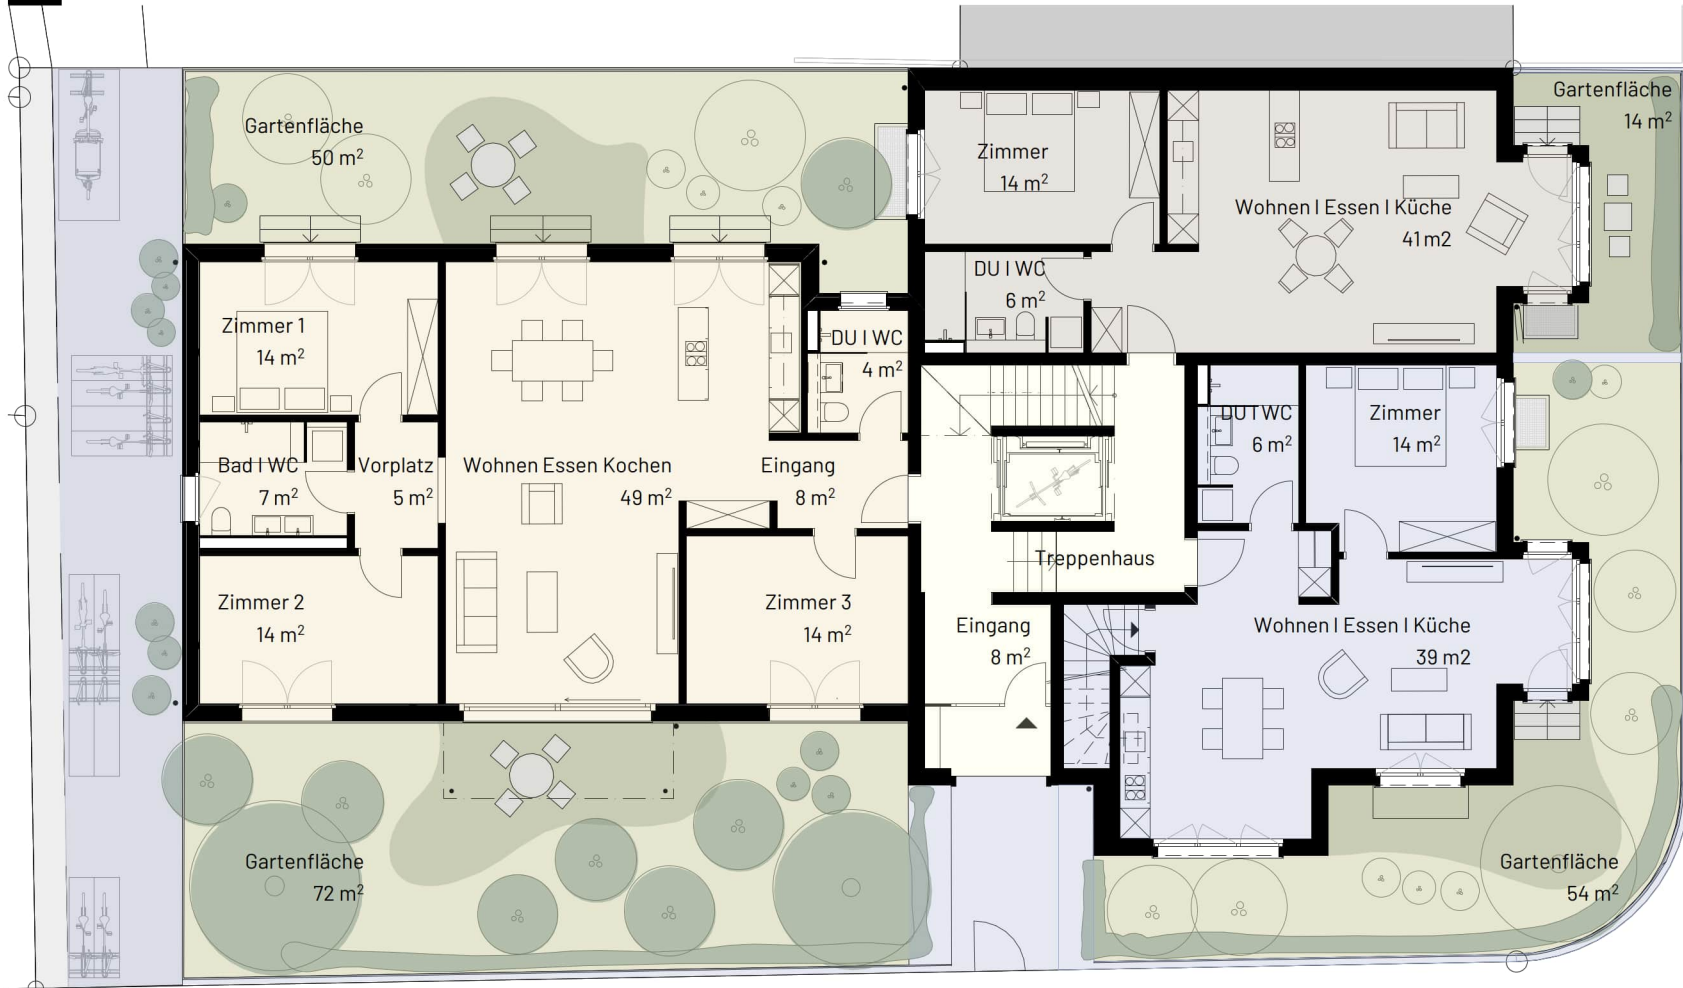 Gartenfläche
50 m²
Zimmer
14 m²
Wohnen I Essen I Küche
41 m2
Gartenfläche
14 m²
DU I WC
6 m²
Zimmer 1
14 m²
DU I WC
4 m²
Bad I WC
7 m²
Vorplatz
5 m²
Wohnen Essen Kochen
49 m²
Eingang
8 m²
DU I WC
6 m²
Zimmer
14 m²
Treppenhaus
Zimmer 2
14 m²
Zimmer 3
14 m²
Eingang
8 m²
Wohnen I Essen I Küche
39 m2
Gartenfläche
72 m²
Gartenfläche
54 m²